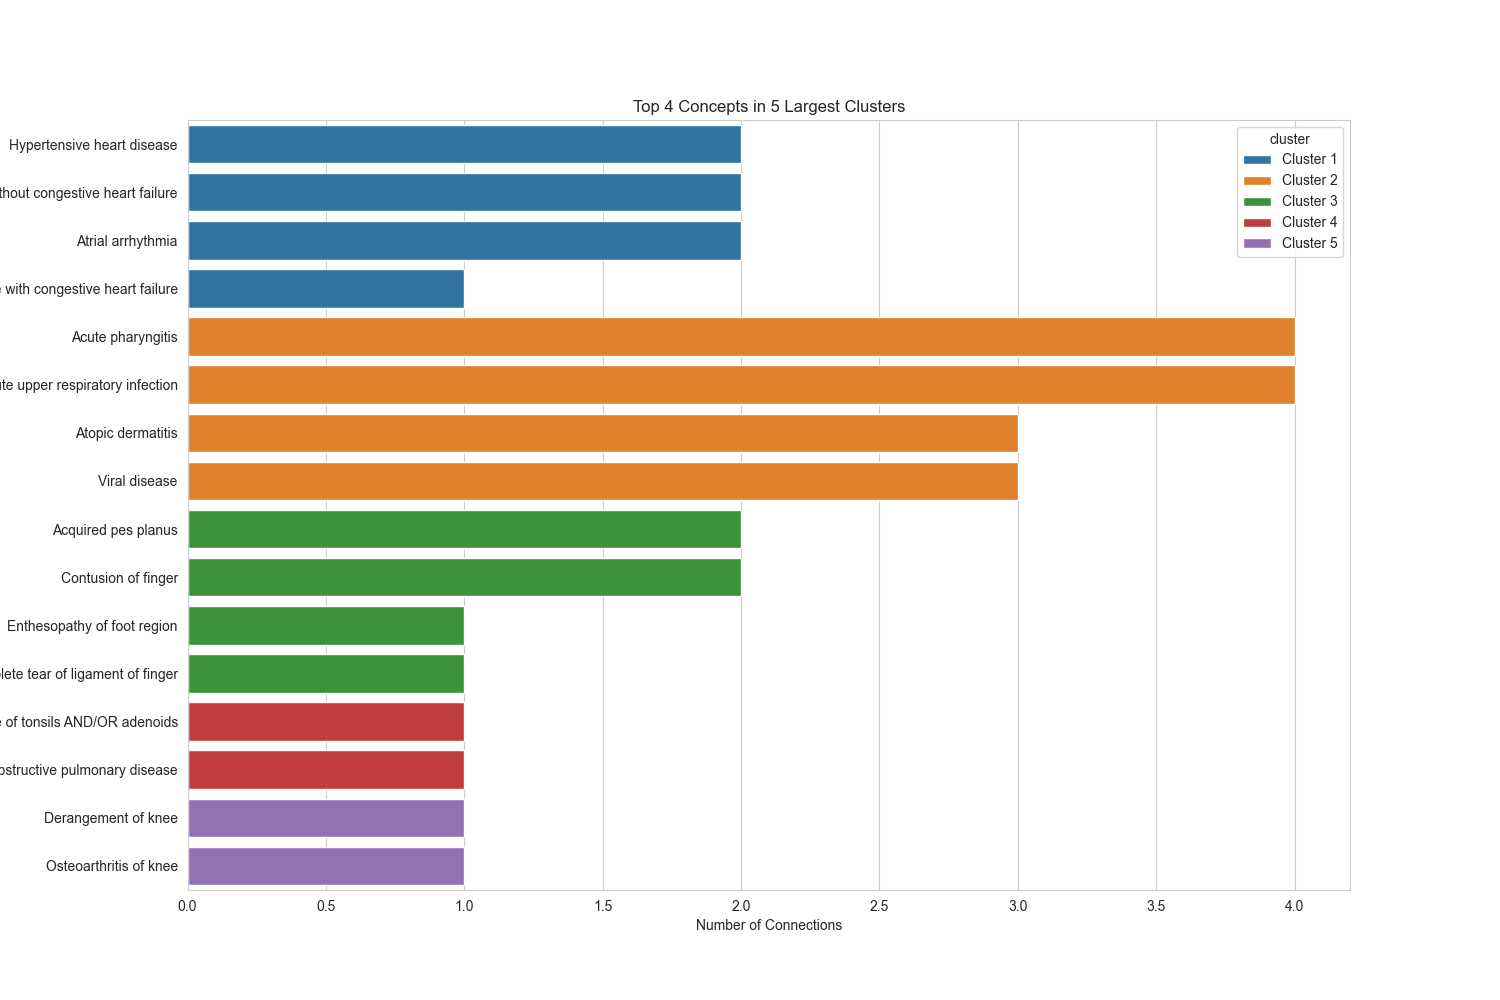 Top 4 Concepts in 5 Largest Clusters
Hypertensive heart disease
without congestive heart failure
Atrial arrhythmia
with congestive heart failure
Acute pharyngitis
upper respiratory infection
Atopic dermatitis
Viral disease
Acquired pes planus
Contusion of finger
Enthesopathy of foot region
tear of ligament of finger
of tonsils AND/OR adenoids
pulmonary disease
Derangement of knee
Osteoarthritis of knee
cluster
Cluster 1
Cluster 2
Cluster 3
Cluster 4
Cluster 5
0.0 0.5 1.0 1.5 2.0 2.5 3.0 3.5 4.0
Number of Connections